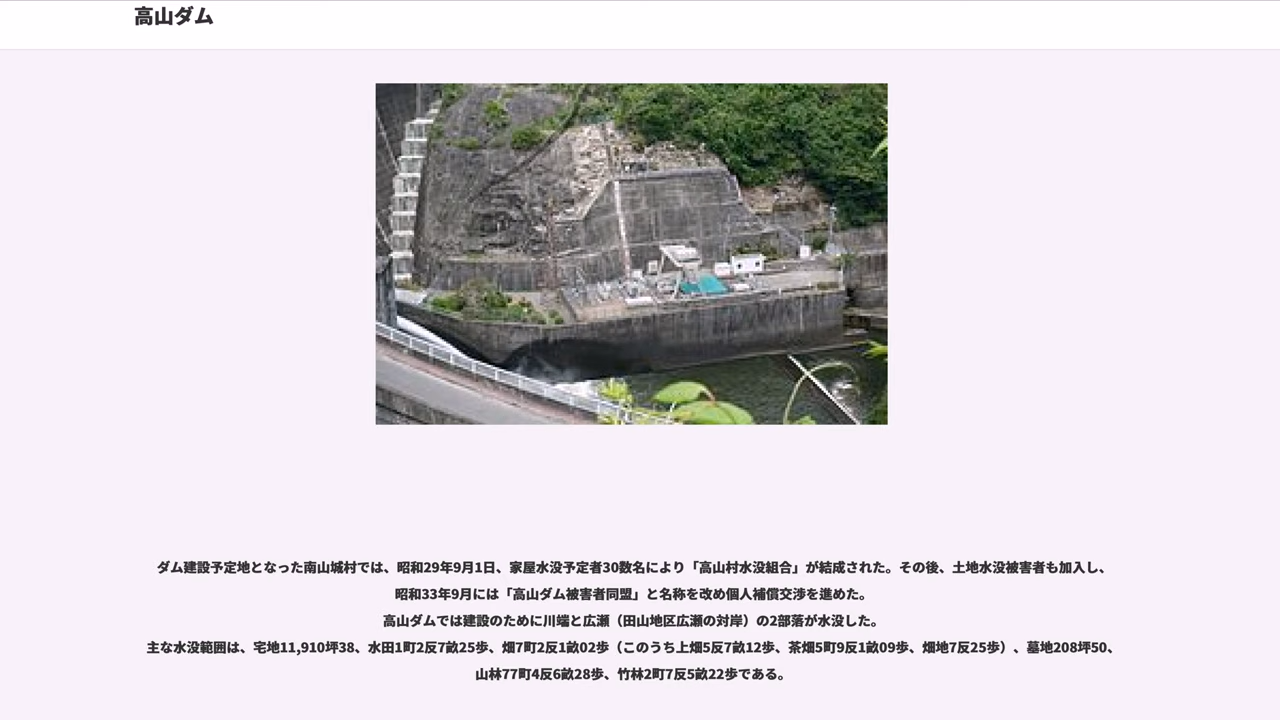 高山ダム
ダム建設予定地となった南山城村では、昭和29年9月1日、家屋水没予定者30数名により「高山村水没組合」が結成された。その後、土地水没被害者も加入し、
昭和33年9月には「高山ダム被害者同盟」と名称を改め個人補償交渉を進めた。
高山ダムでは建設のために川端と広瀬（田山地区広瀬の対岸）の2部落が水没した。
主な水没範囲は、宅地11,910坪38、水田1町2反7畝25歩、畑7町2反1畝02歩（このうち上畑5反7畝12歩、茶畑5町9反1畝09歩、畑地7反25歩）、墓地208坪50、
山林77町4反6畝28歩、竹林2町7反5畝22歩である。